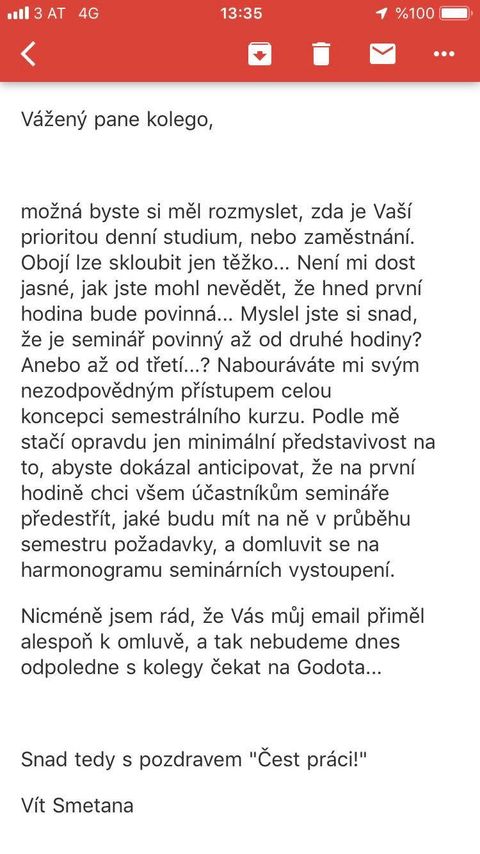 3 AT 4G 13:35 %100
Vážený pane kolego,
možná byste si měl rozmyslet, zda je Vaší
prioritou denní studium, nebo zaměstnání.
Obojí lze skloubit jen těžko... Není mi dost
jasné, jak jste mohl nevědět, že hned první
hodina bude povinná... Myslel jste si snad,
že je seminář povinný až od druhé hodiny?
Anebo až od třetí...? Nabouráváte mi svým
nezodpovědným přístupem celou
koncepci semestrálního kurzu. Podle mě
stačí opravdu jen minimální představivost na
to, abyste dokázal anticipovat, že na první
hodině chci všem účastníkům semináře
předestřít, jaké budu mít na ně v průběhu
semestru požadavky, a domluvit se na
harmonogramu seminárních vystoupení.
Nicméně jsem rád, že Vás můj email přiměl
alespoň k omluvě, a tak nebudeme dnes
odpoledne s kolegy čekat na Godota...
Snad tedy s pozdravem "Čest práci!"
Vít Smetana